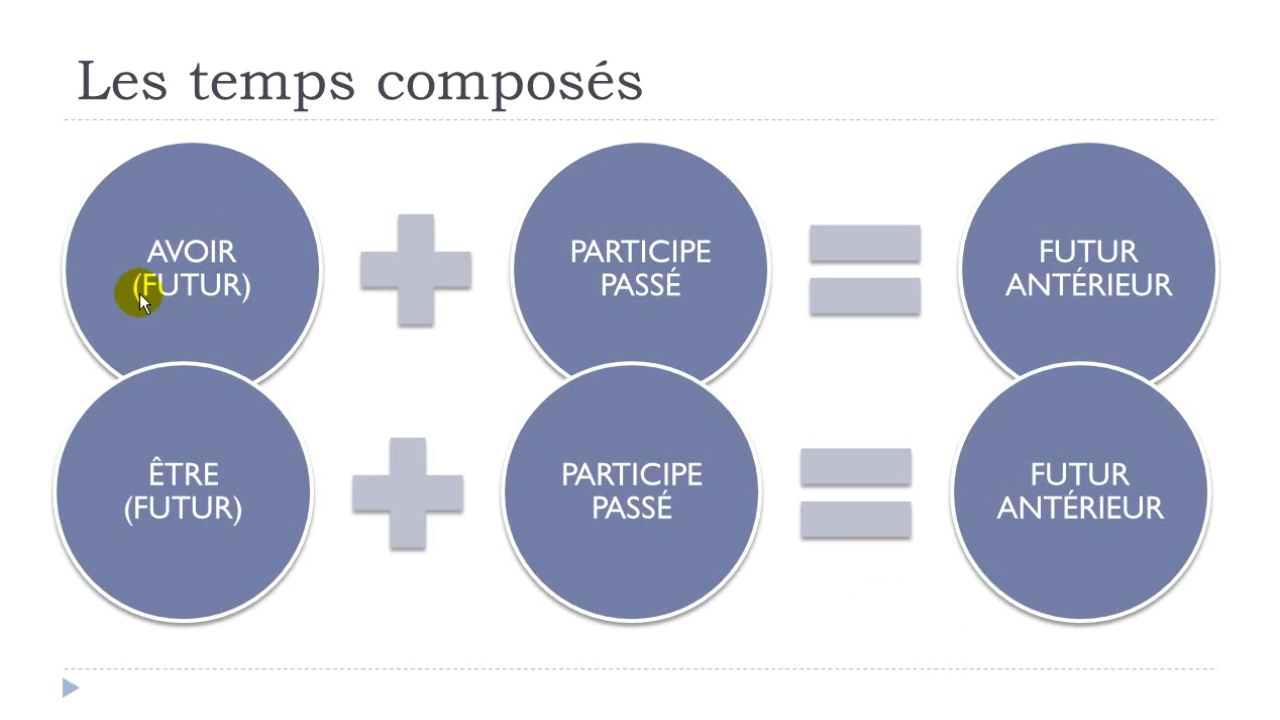 Les temps composés
AVOIR
(FUTUR)
PARTICIPE
PASSÉ
FUTUR
ANTÉRIEUR
ÊTRE
(FUTUR)
PARTICIPE
PASSÉ
FUTUR
ANTÉRIEUR